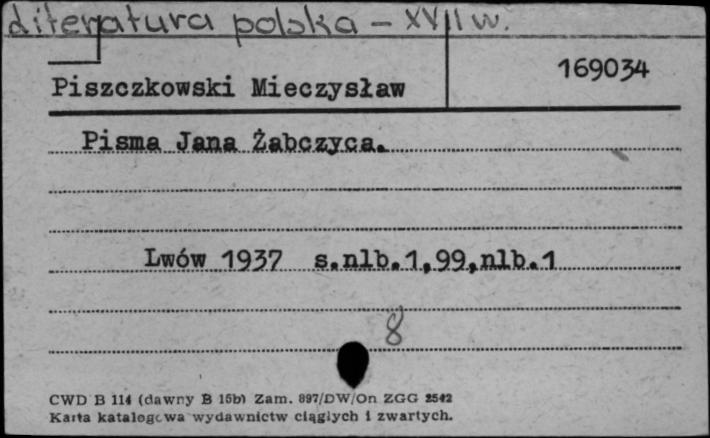 Literatura polska - XVII w.
169034
Piszczkowski Mieczysław
Pisma Jana Żabczyca.
Lwów 1937 s.nlb.1,99,nlb.1
8
CWD B 114 (dawny B 15b) Zam. 897/DW/On ZGG 2542
Karta katalogowa wydawnictw ciągłych i zwartych.